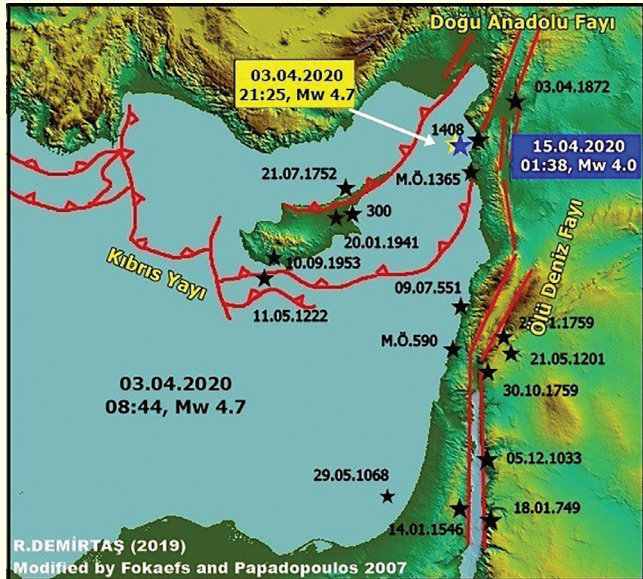 Doğu Anadolu Fayı
03.04.2020
21:25, Mw 4.7
03.04.1872
1408
15.04.2020
01:38, Mw 4.0
21.07.1752
M.Ö.1365
300
20.01.1941
Kıbrıs Yayı
10.09.1953
Ölü Deniz Fayı
09.07.551
11.05.1222
.1759
M.Ö.590
21.05.1201
30.10.1759
03.04.2020
08:44, Mw 4.7
05.12.1033
29.05.1068
14.01.1546
18.01.749
R.DEMİRTAŞ (2019)
Modified by Fokaefs and Papadopoulos 2007